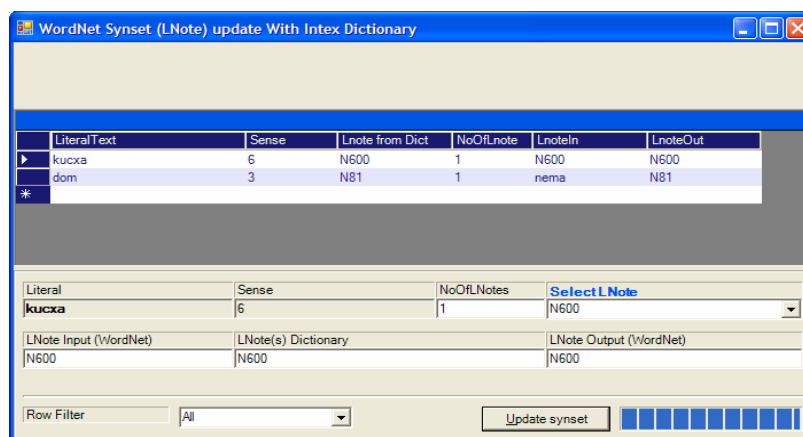 WordNet Synset (LNote) update With Intex Dictionary
LiteralText Sense Lnote from Dict NoOfLnote LnoteIn LnoteOut
kucxa 6 N600 1 N600 N600
dom 3 N81 1 nema N81
Literal Sense NoOfLNotes Select LNote
kucxa 6 1 N600
LNote Input (WordNet) LNote(s) Dictionary LNote Output (WordNet)
N600 N600 N600
Row Filter All Update synset